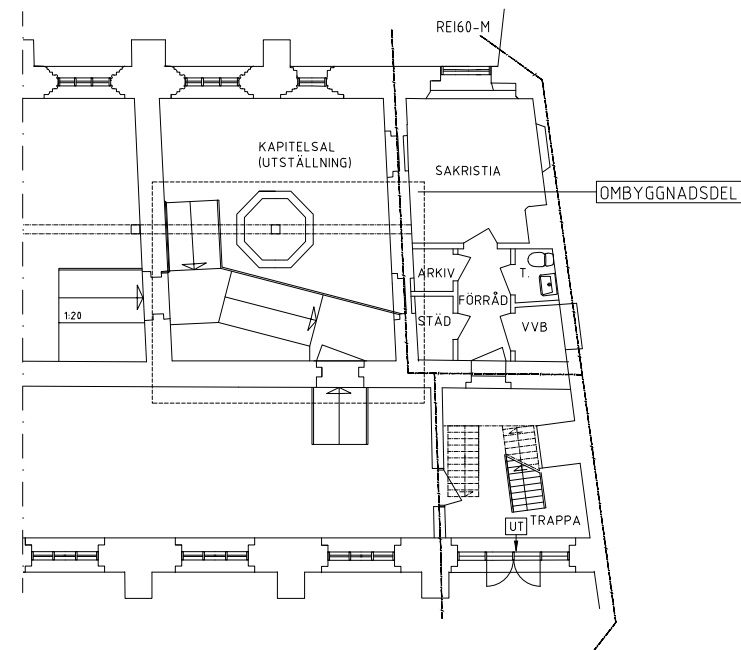 REI60-M
KAPITELSAL
(UTSTÄLLNING)
SAKRISTIA
OMBYGGNADSDEL
ARKIV
T.
FÖRRÅD
1:20
STÄD
VVB
UT
TRAPPA